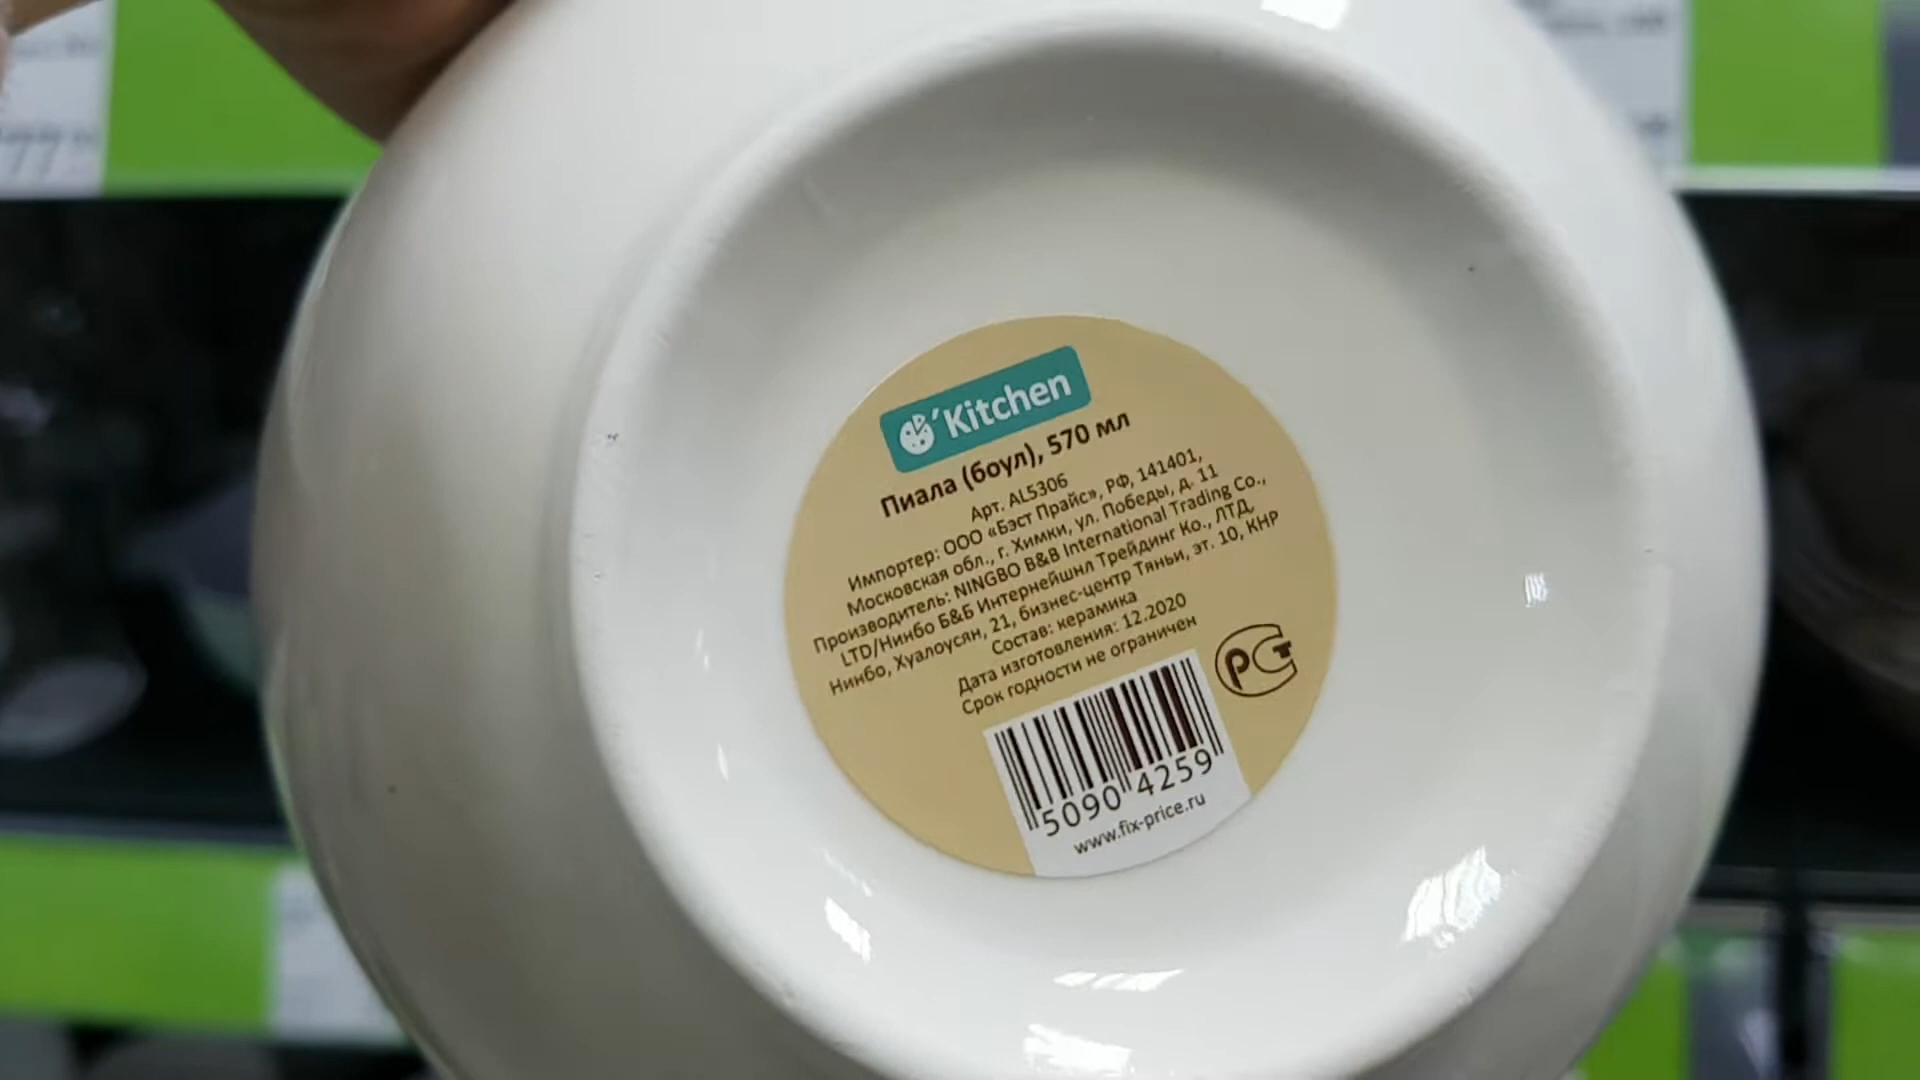 77
D'Kitchen
Пиала (боул), 570 мл
Арт. AL5306
Импортер: ООО «Бэст Прайс», РФ, 141401,
Московская обл., г. Химки, ул. Победы, д. 11
Производитель: NINGBO B&B International Trading Co.,
LTD/Нинбо Б&Б Интернейшнл Трейдинг Ко., ЛТД,
Нинбо, Хуалоусян, 21, бизнес-центр Тяньи, эт. 10, КНР
Состав: керамика
Дата изготовления: 12.2020
Срок годности не ограничен
РСТ
5090 4259
www.fix-price.ru